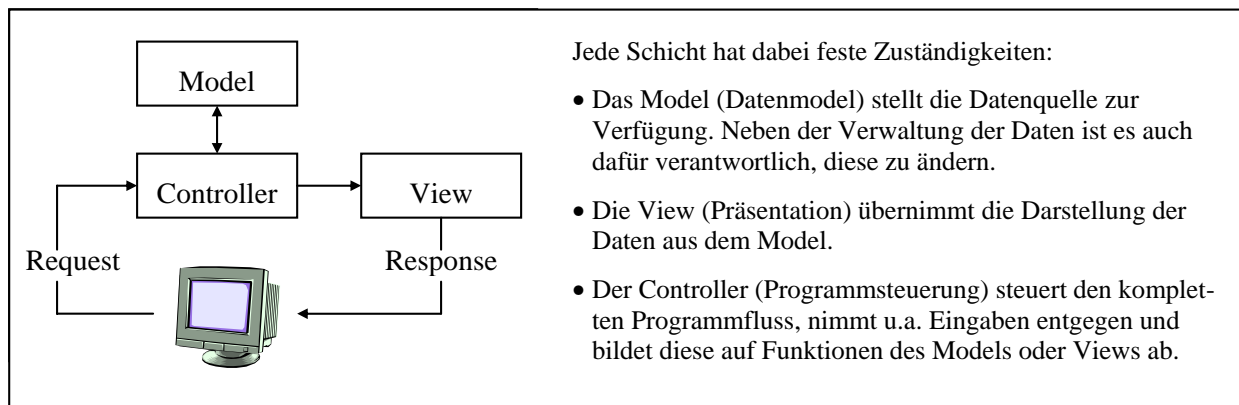 Model
Controller
View
Request
Response
Jede Schicht hat dabei feste Zuständigkeiten:
• Das Model (Datenmodel) stellt die Datenquelle zur
Verfügung. Neben der Verwaltung der Daten ist es auch
dafür verantwortlich, diese zu ändern.
• Die View (Präsentation) übernimmt die Darstellung der
Daten aus dem Model.
• Der Controller (Programmsteuerung) steuert den komplet-
ten Programmfluss, nimmt u.a. Eingaben entgegen und
bildet diese auf Funktionen des Models oder Views ab.